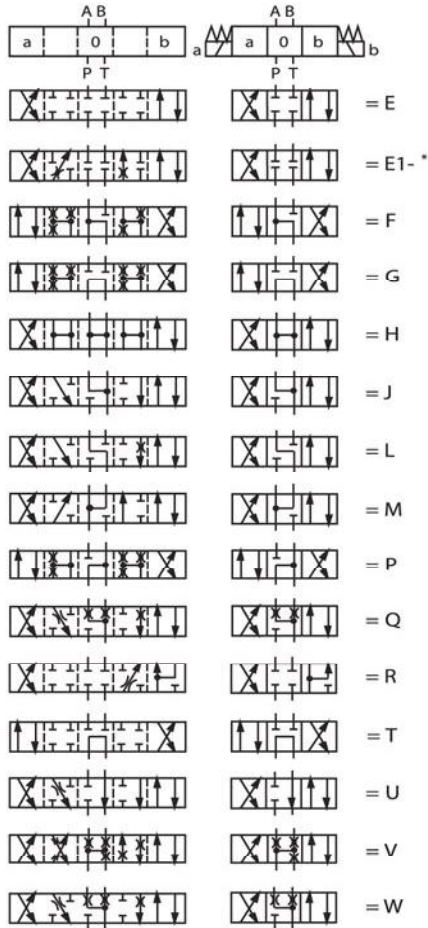 A B A B
a 0 b a a 0 b b
P T P T
= E
= E1- *
= F
= G
= H
= J
= L
= M
= P
= Q
= R
= T
= U
= V
= W